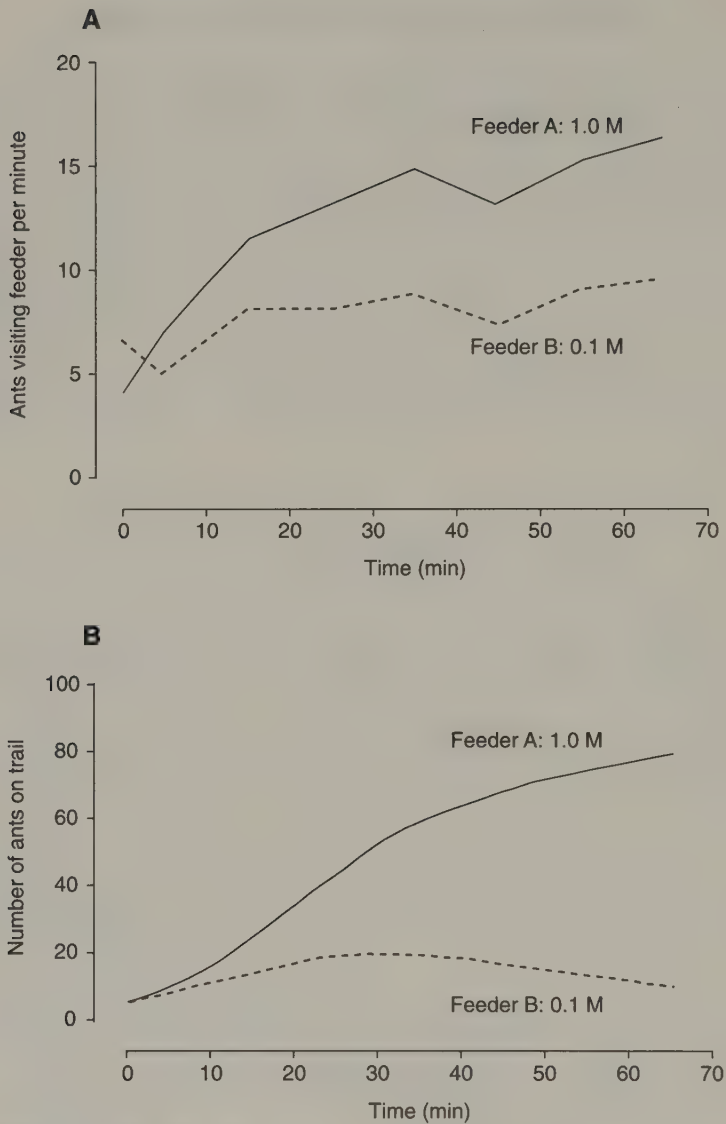 A
20
Feeder A: 1.0 M
15
10
Feeder B: 0.1 M
5
0
Ants visiting feeder per minute
0 10 20 30 40 50 60 70
Time (min)
B
100
Feeder A: 1.0 M
80
60
40
20
Feeder B: 0.1 M
0
Number of ants on trail
0 10 20 30 40 50 60 70
Time (min)